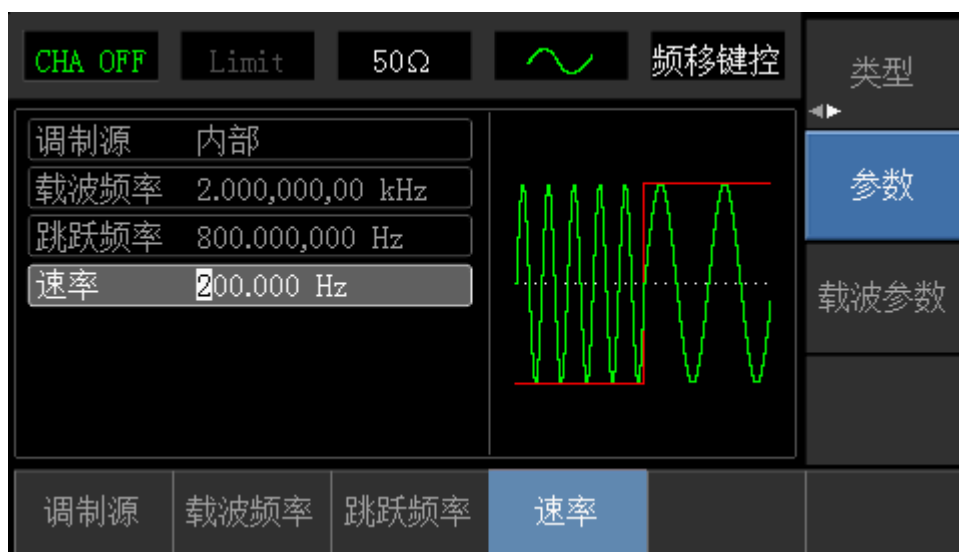 CHA OFF Limit 50Ω 频移键控 类型
调制源 内部
载波频率 2.000,000,00 kHz
跳跃频率 800.000,000 Hz
速率 200.000 Hz
参数
载波参数
调制源 载波频率 跳跃频率 速率